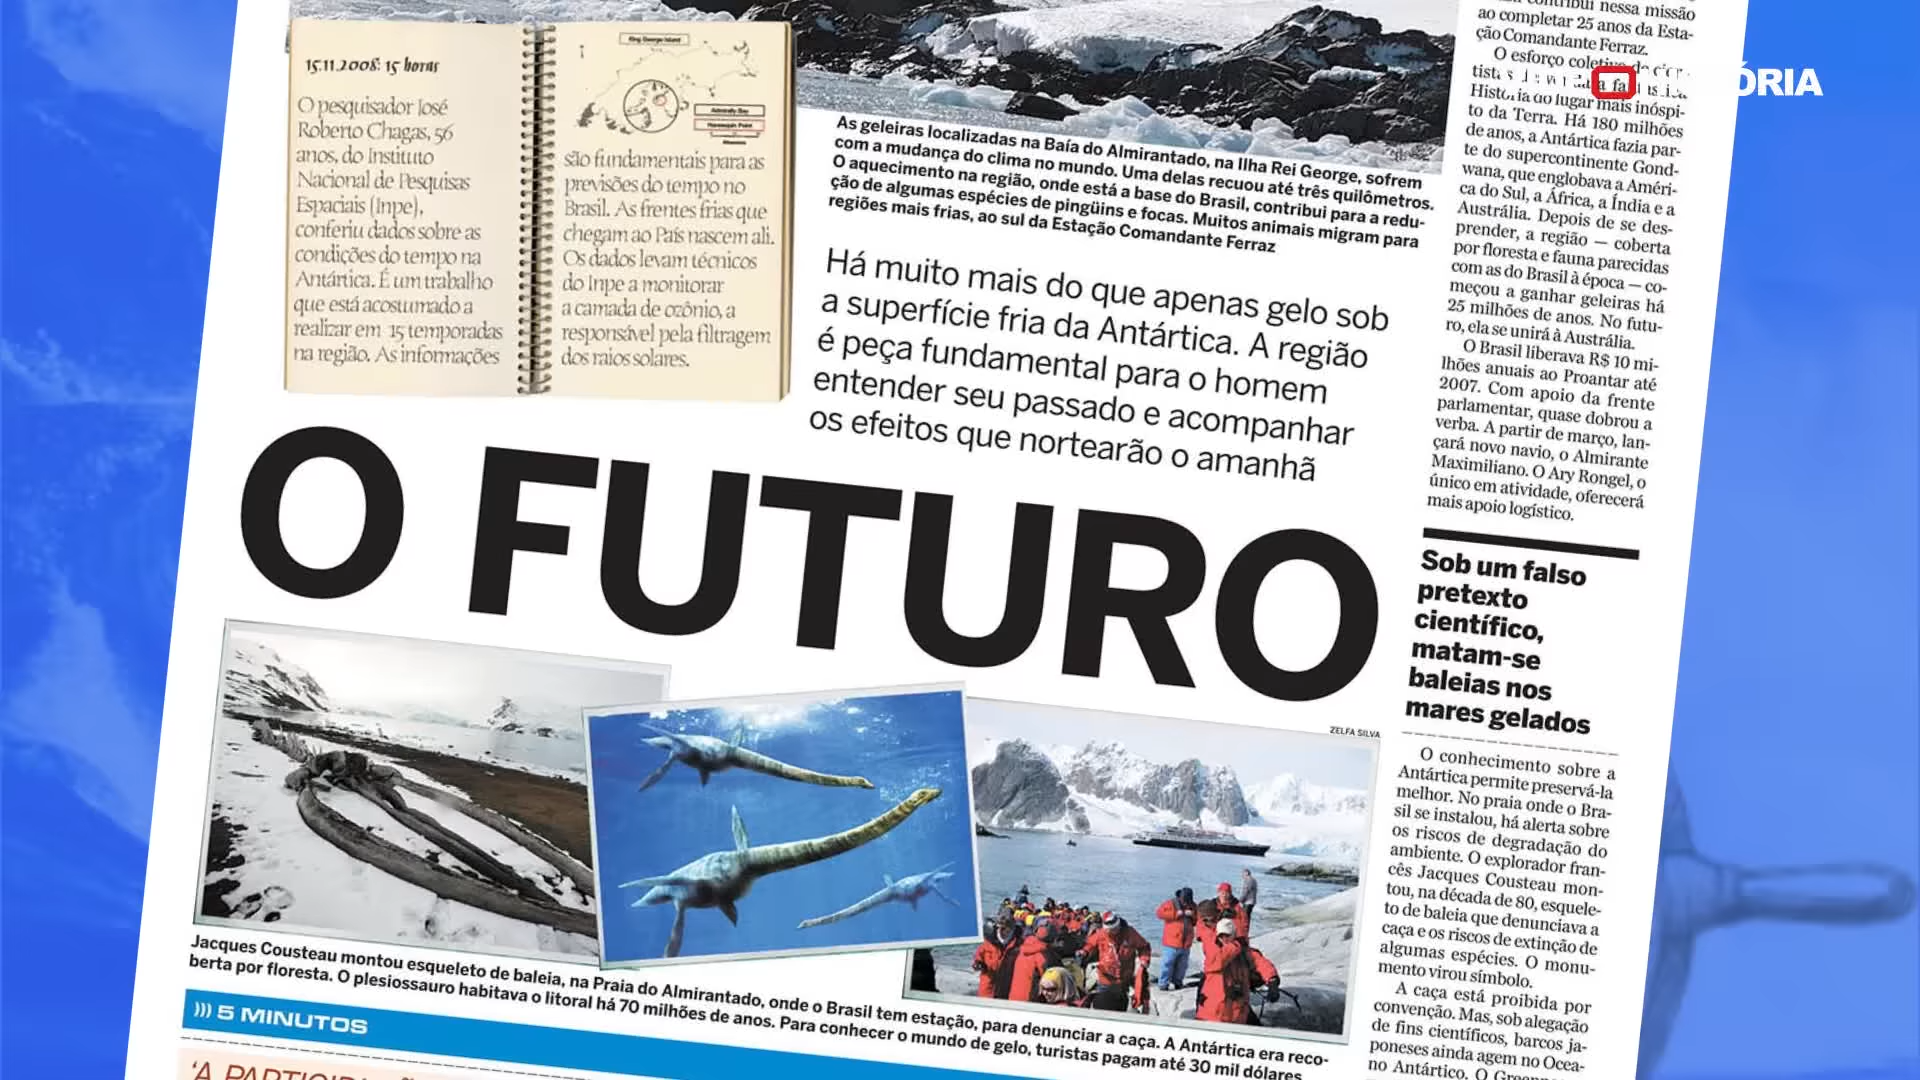 15.11.2008: 15 horas
O pesquisador José
Roberto Chagas, 56
anos, do Instituto
Nacional de Pesquisas
Espaciais (Inpe),
conferiu dados sobre as
condições do tempo na
Antártica. É um trabalho
que está acostumado a
realizar em 15 temporadas
na região. As informações
King George Island
Admiralty Bay
Hennequin Point
são fundamentais para as
previsões do tempo no
Brasil. As frentes frias que
chegam ao País nascem ali.
Os dados levam técnicos
do Inpe a monitorar
a camada de ozônio, a
responsável pela filtragem
dos raios solares.
As geleiras localizadas na Baía do Almirantado, na Ilha Rei George, sofrem
com a mudança do clima no mundo. Uma delas recuou até três quilômetros.
O aquecimento na região, onde está a base do Brasil, contribui para a redu-
ção de algumas espécies de pingüins e focas. Muitos animais migram para
regiões mais frias, ao sul da Estação Comandante Ferraz
Há muito mais do que apenas gelo sob
a superfície fria da Antártica. A região
é peça fundamental para o homem
entender seu passado e acompanhar
os efeitos que nortearão o amanhã
O FUTURO
ZELFA SILVA
Jacques Cousteau montou esqueleto de baleia, na Praia do Almirantado, onde o Brasil tem estação, para denunciar a caça. A Antártica era reco-
berta por floresta. O plesiossauro habitava o litoral há 70 milhões de anos. Para conhecer o mundo de gelo, turistas pagam até 30 mil dólares
))) 5 MINUTOS
contribui nessa missão
ao completar 25 anos da Esta-
ção Comandante Ferraz.
O esforço coletivo de cien-
tistas
História do lugar mais inóspi-
to da Terra. Há 180 milhões
de anos, a Antártica fazia par-
te do supercontinente Gond-
wana, que englobava a Améri-
ca do Sul, a África, a Índia e a
Austrália. Depois de se des-
prender, a região — coberta
por floresta e fauna parecidas
com as do Brasil à época — co-
meçou a ganhar geleiras há
25 milhões de anos. No futu-
ro, ela se unirá à Austrália.
O Brasil liberava R$ 10 mi-
lhões anuais ao Proantar até
2007. Com apoio da frente
parlamentar, quase dobrou a
verba. A partir de março, lan-
çará novo navio, o Almirante
Maximiliano. O Ary Rongel, o
único em atividade, oferecerá
mais apoio logístico.
Sob um falso
pretexto
científico,
matam-se
baleias nos
mares gelados
O conhecimento sobre a
Antártica permite preservá-la
melhor. No praia onde o Bra-
sil se instalou, há alerta sobre
os riscos de degradação do
ambiente. O explorador fran-
cês Jacques Cousteau mon-
tou, na década de 80, esquele-
to de baleia que denunciava a
caça e os riscos de extinção de
algumas espécies. O monu-
mento virou símbolo.
A caça está proibida por
convenção. Mas, sob alegação
de fins científicos, barcos ja-
poneses ainda agem no Ocea-
no Antártico. O